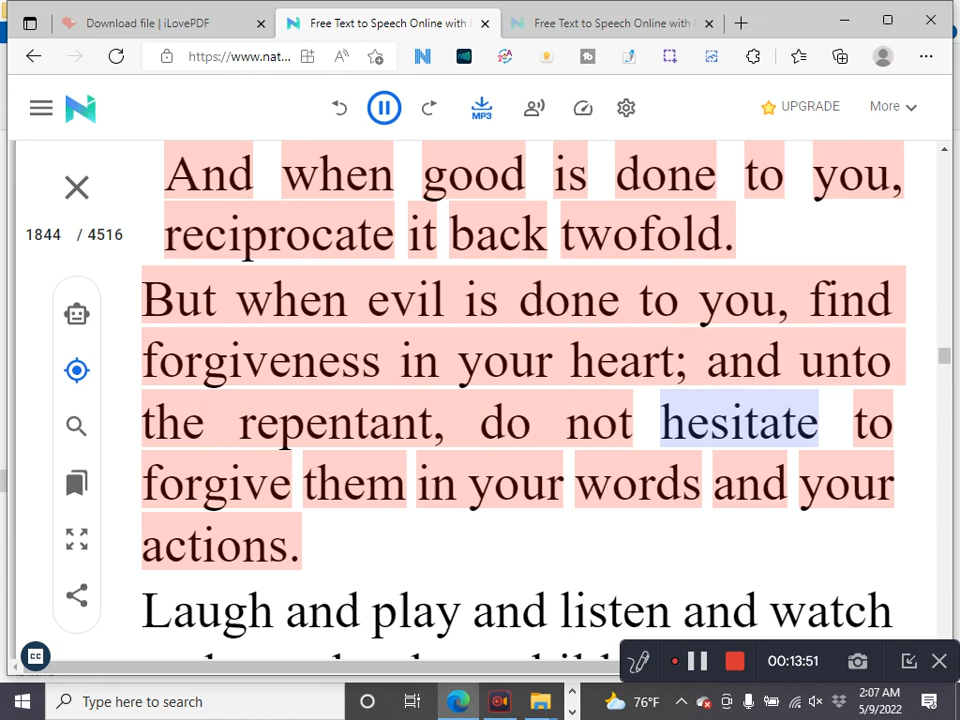 Download file | iLovePDF
Free Text to Speech Online with
Free Text to Speech Online with
https://www.nat...
MP3
UPGRADE
More
1844 / 4516
And when good is done to you,
reciprocate it back twofold.
But when evil is done to you, find
forgiveness in your heart; and unto
the repentant, do not hesitate to
forgive them in your words and your
actions.
Laugh and play and listen and watch
CC
00:13:51
Type here to search
76°F
2:07 AM
5/9/2022